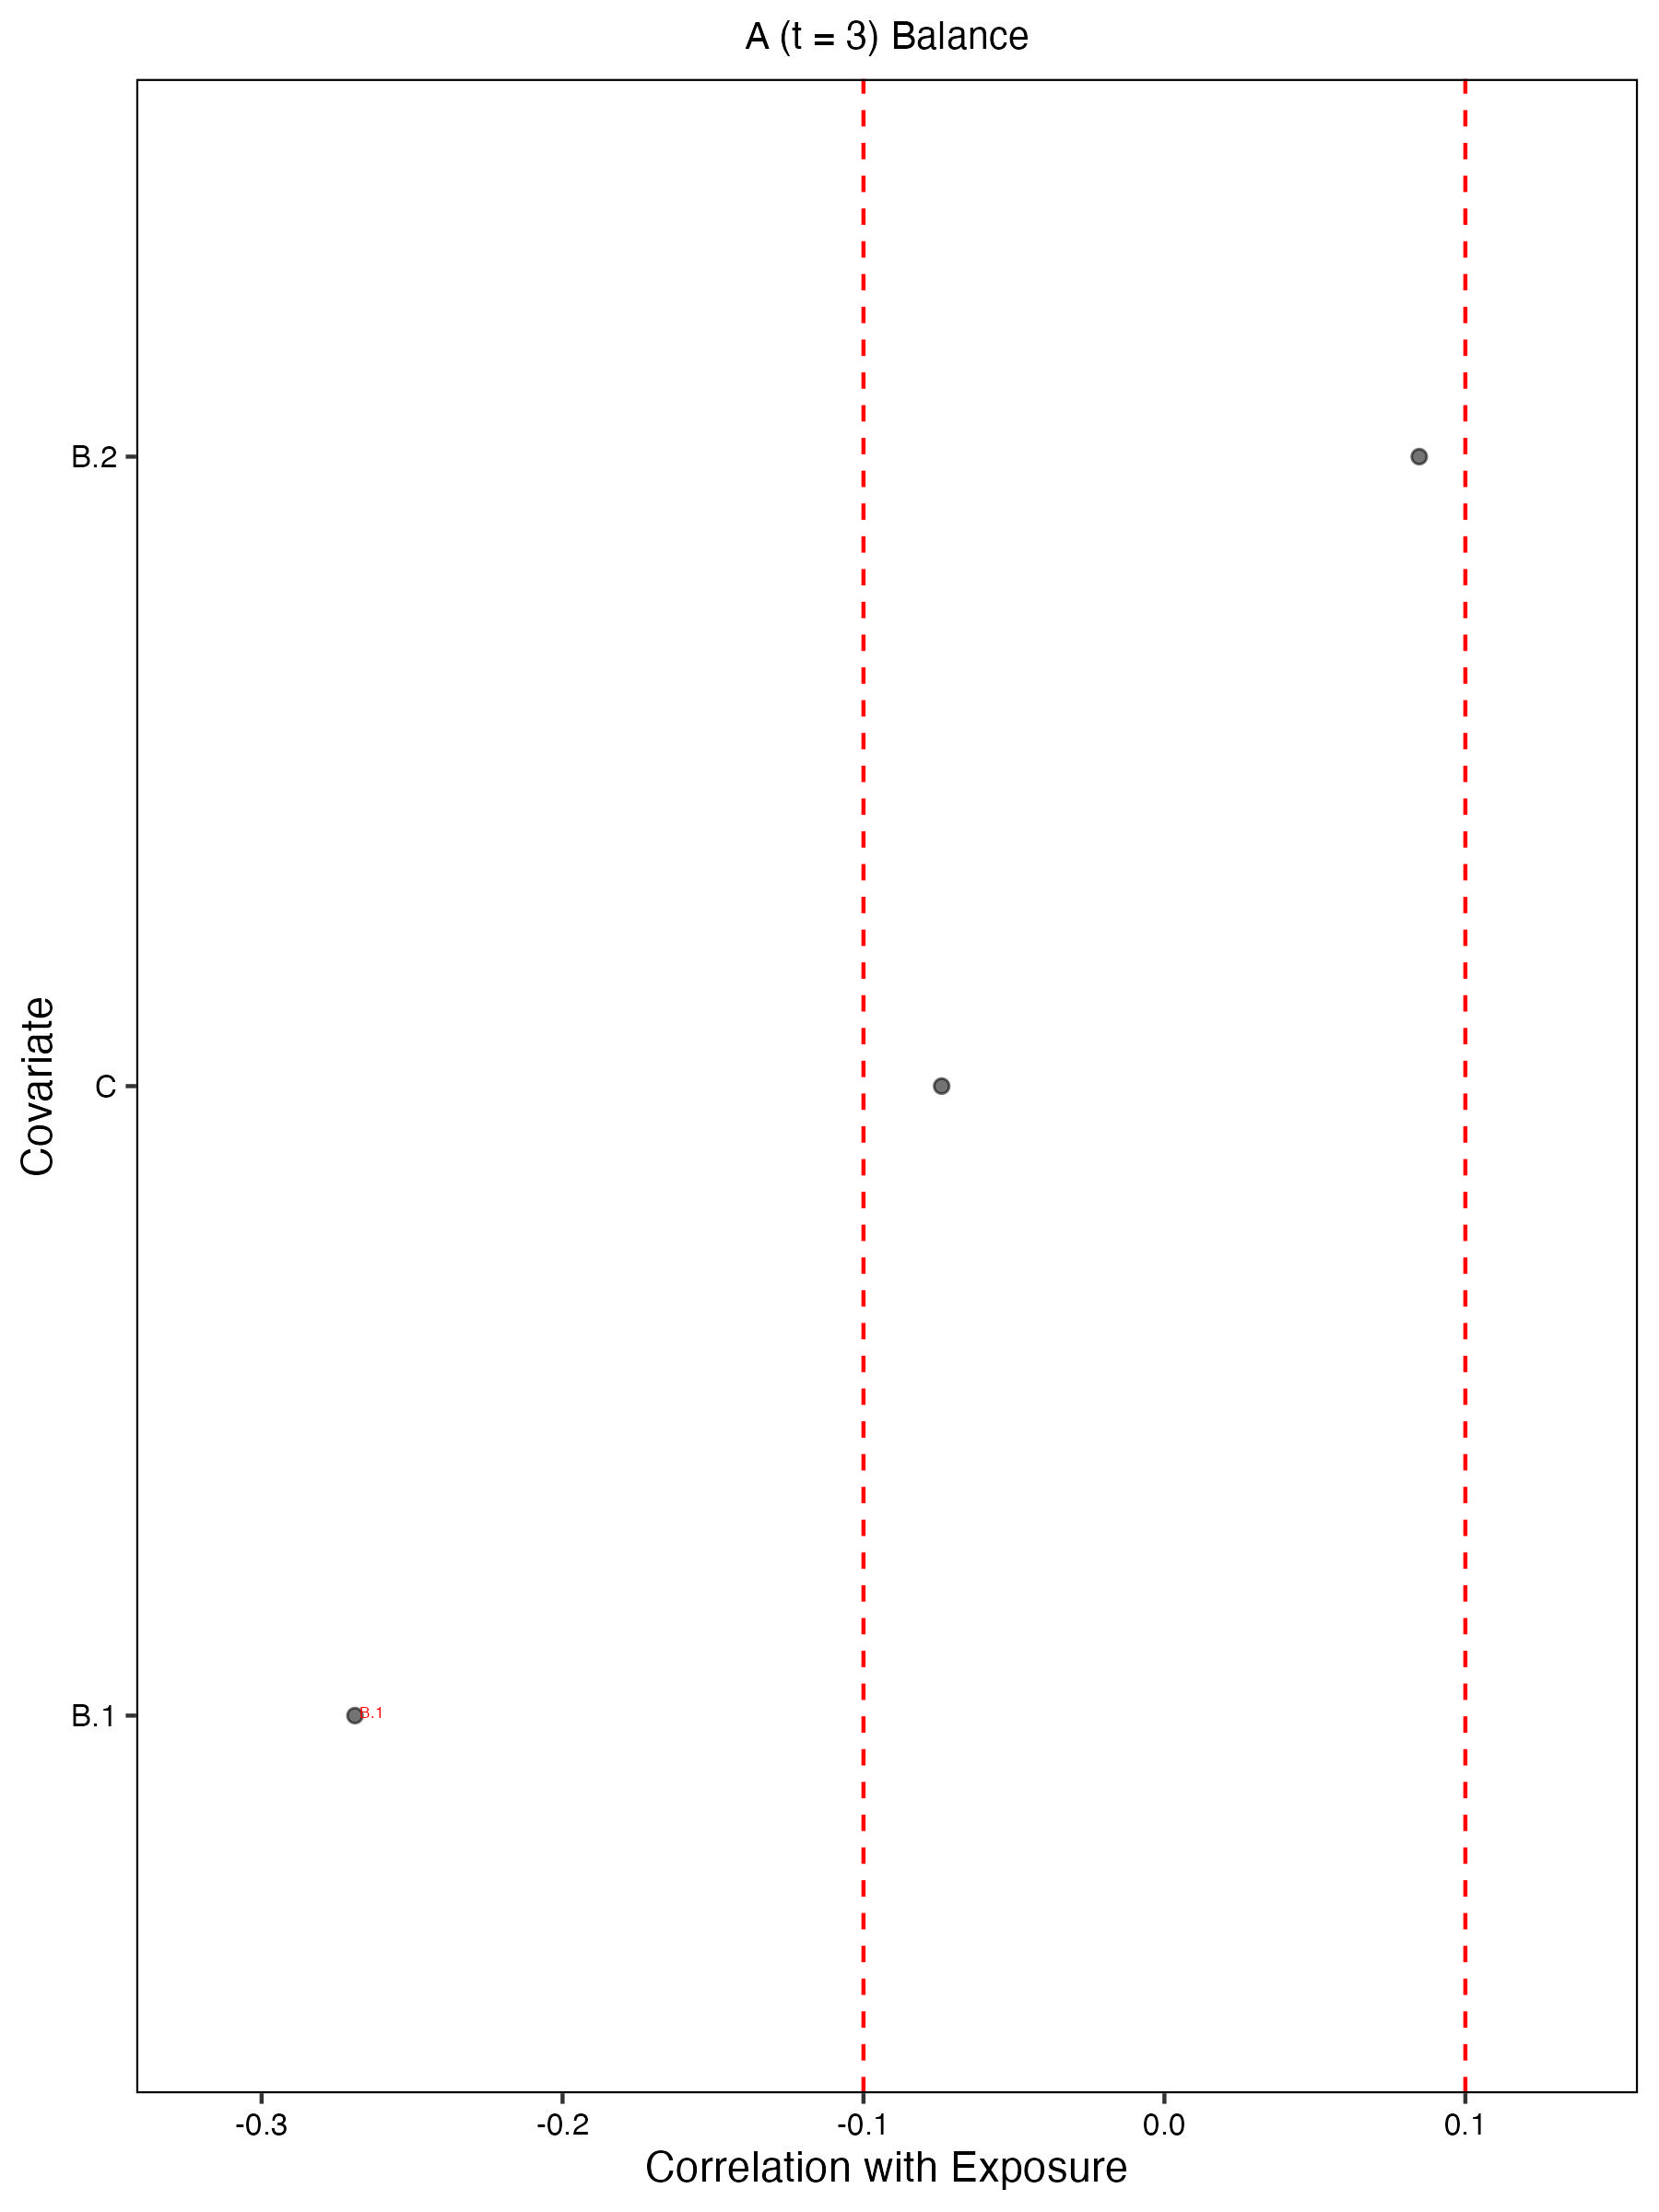 A (t = 3) Balance
B.2
C
B.1
B.1
Covariate
-0.3
-0.2
-0.1
0.0
0.1
Correlation with Exposure